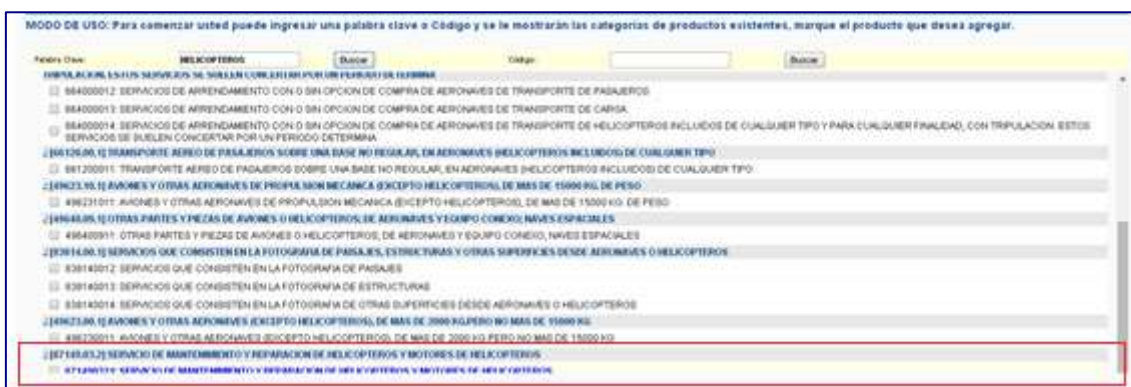 MODO DE USO: Para comenzar usted puede ingresar una palabra clave o Código y se le mostrarán las categorías de productos existentes, marque el producto que desea agregar.
Palabra Clave: HELICOPTEROS Buscar Código: Buscar
TRIPULACION, ESTOS SERVICIOS SE SUELEN CONCERTAR POR UN PERIODO DETERMINA
664000012 SERVICIOS DE ARRENDAMIENTO CON O SIN OPCION DE COMPRA DE AERONAVES DE TRANSPORTE DE PASAJEROS
664000013 SERVICIOS DE ARRENDAMIENTO CON O SIN OPCION DE COMPRA DE AERONAVES DE TRANSPORTE DE CARGA
664000014 SERVICIOS DE ARRENDAMIENTO CON O SIN OPCION DE COMPRA DE AERONAVES DE TRANSPORTE DE HELICOPTEROS INCLUIDOS DE CUALQUIER TIPO Y PARA CUALQUIER FINALIDAD, CON TRIPULACION. ESTOS
SERVICIOS SE SUELEN CONCERTAR POR UN PERIODO DETERMINA
TRANSPORTE AEREO DE PASAJEROS SOBRE UNA BASE NO REGULAR, EN AERONAVES (HELICOPTEROS INCLUIDOS) DE CUALQUIER TIPO
661200011 TRANSPORTE AEREO DE PASAJEROS SOBRE UNA BASE NO REGULAR, EN AERONAVES (HELICOPTEROS INCLUIDOS) DE CUALQUIER TIPO
[49623.10.1] AVIONES Y OTRAS AERONAVES DE PROPULSION MECANICA (EXCEPTO HELICOPTEROS), DE MAS DE 15000 KG. DE PESO
496231011 AVIONES Y OTRAS AERONAVES DE PROPULSION MECANICA (EXCEPTO HELICOPTEROS), DE MAS DE 15000 KG. DE PESO
[49640.09.1] OTRAS PARTES Y PIEZAS DE AVIONES O HELICOPTEROS; DE AERONAVES Y EQUIPO CONEXO; NAVES ESPACIALES
496400911 OTRAS PARTES Y PIEZAS DE AVIONES O HELICOPTEROS; DE AERONAVES Y EQUIPO CONEXO; NAVES ESPACIALES
[83814.00.1] SERVICIOS QUE CONSISTEN EN LA FOTOGRAFIA DE PAISAJES, ESTRUCTURAS Y OTRAS SUPERFICIES DESDE AERONAVES O HELICOPTEROS
838140012 SERVICIOS QUE CONSISTEN EN LA FOTOGRAFIA DE PAISAJES
838140013 SERVICIOS QUE CONSISTEN EN LA FOTOGRAFIA DE ESTRUCTURAS
838140014 SERVICIOS QUE CONSISTEN EN LA FOTOGRAFIA DE OTRAS SUPERFICIES DESDE AERONAVES O HELICOPTEROS
[49623.00.1] AVIONES Y OTRAS AERONAVES (EXCEPTO HELICOPTEROS), DE MAS DE 2000 KG.PERO NO MAS DE 15000 KG
496230011 AVIONES Y OTRAS AERONAVES (EXCEPTO HELICOPTEROS), DE MAS DE 2000 KG.PERO NO MAS DE 15000 KG
[87149.03.2] SERVICIO DE MANTENIMIENTO Y REPARACION DE HELICOPTEROS Y MOTORES DE HELICOPTEROS
SERVICIO DE MANTENIMIENTO Y REPARACION DE HELICOPTEROS Y MOTORES DE HELICOPTEROS